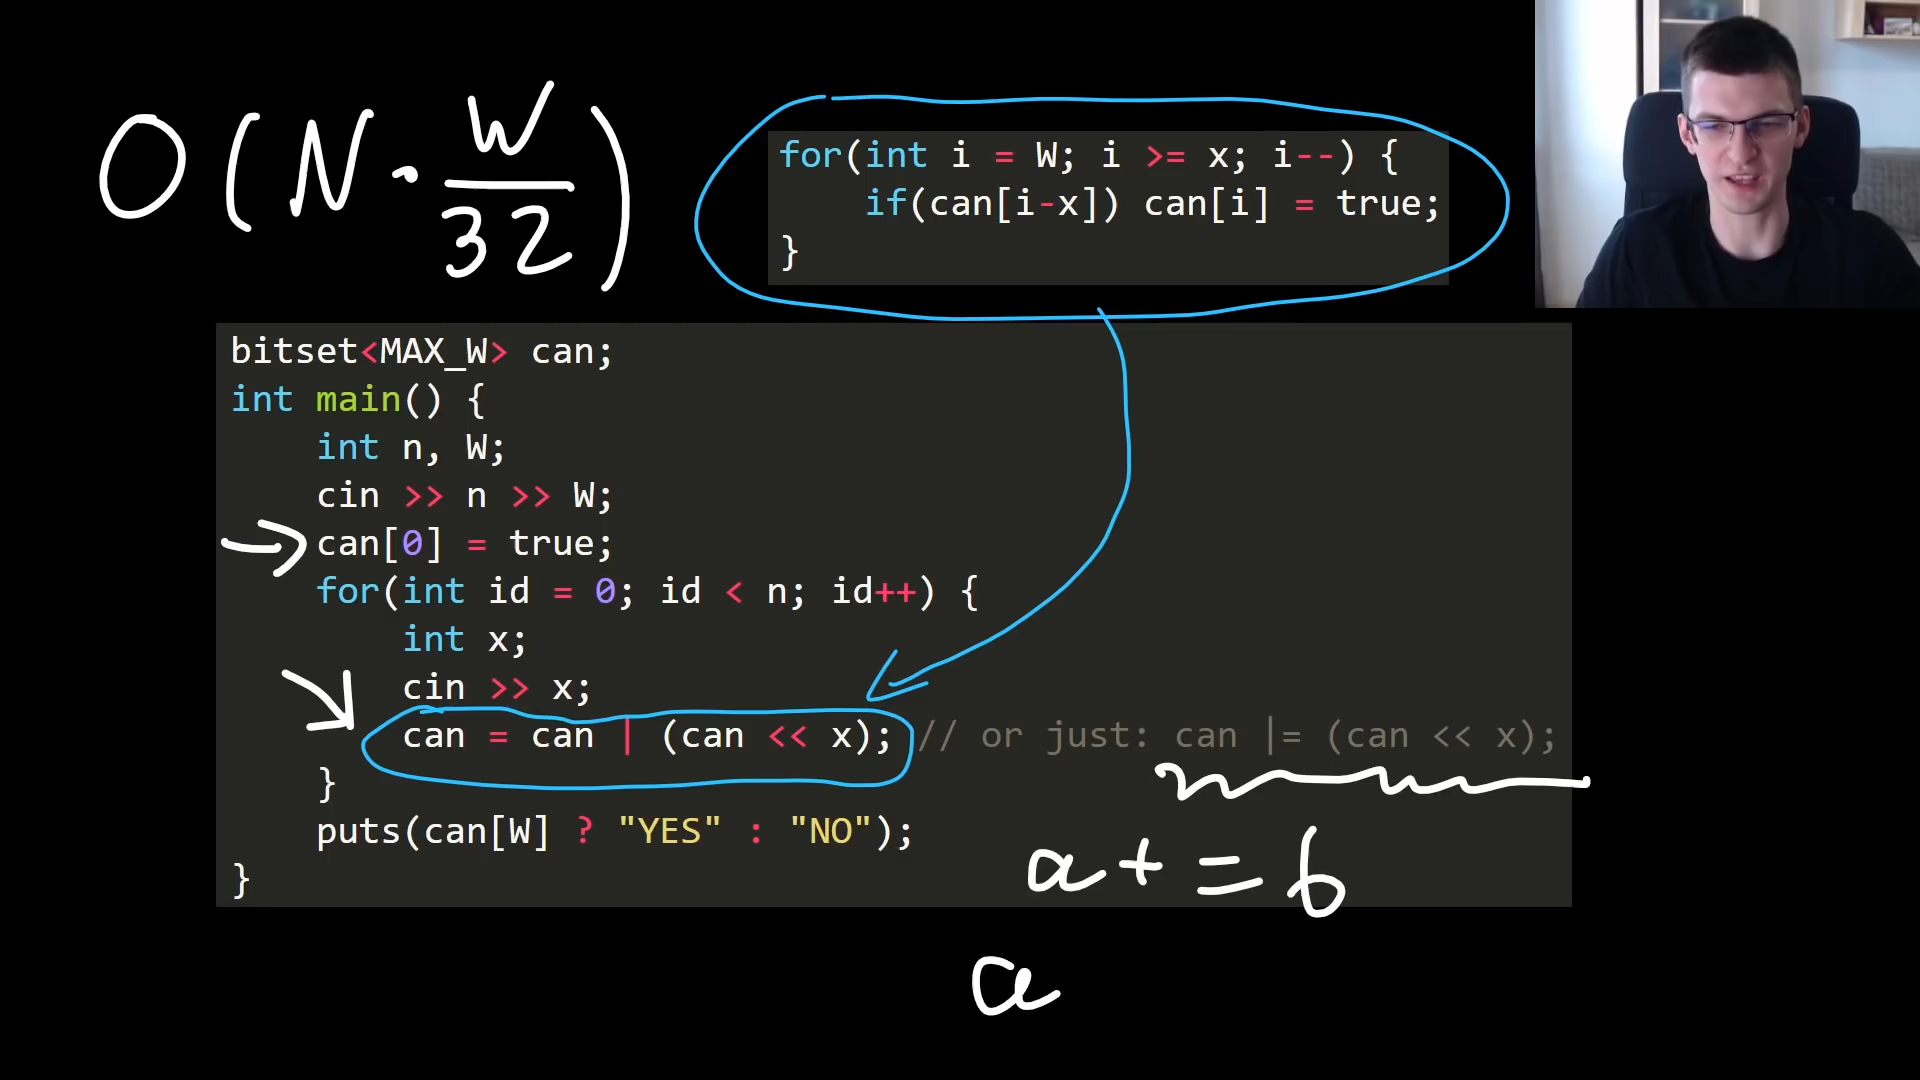 O(N · W/32)
for(int i = W; i >= x; i--) {
    if(can[i-x]) can[i] = true;
}
bitset<MAX_W> can;
int main() {
    int n, W;
    cin >> n >> W;
    can[0] = true;
    for(int id = 0; id < n; id++) {
        int x;
        cin >> x;
        can = can | (can << x); // or just: can |= (can << x);
    }
    puts(can[W] ? "YES" : "NO");
}
a += b
a